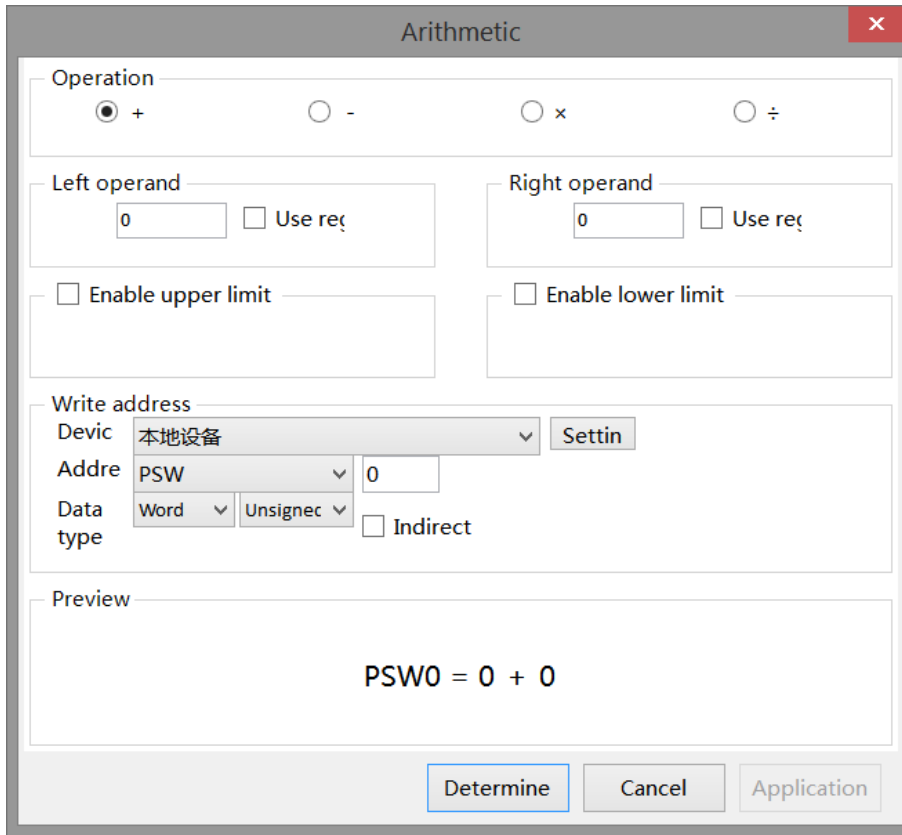 Arithmetic
Operation
+ - × ÷
Left operand Right operand
0 Use reg 0 Use reg
Enable upper limit Enable lower limit
Write address
Devic 本地设备 Settin
Addre PSW 0
Data Word Unsigned
type Indirect
Preview
PSW0 = 0 + 0
Determine Cancel Application